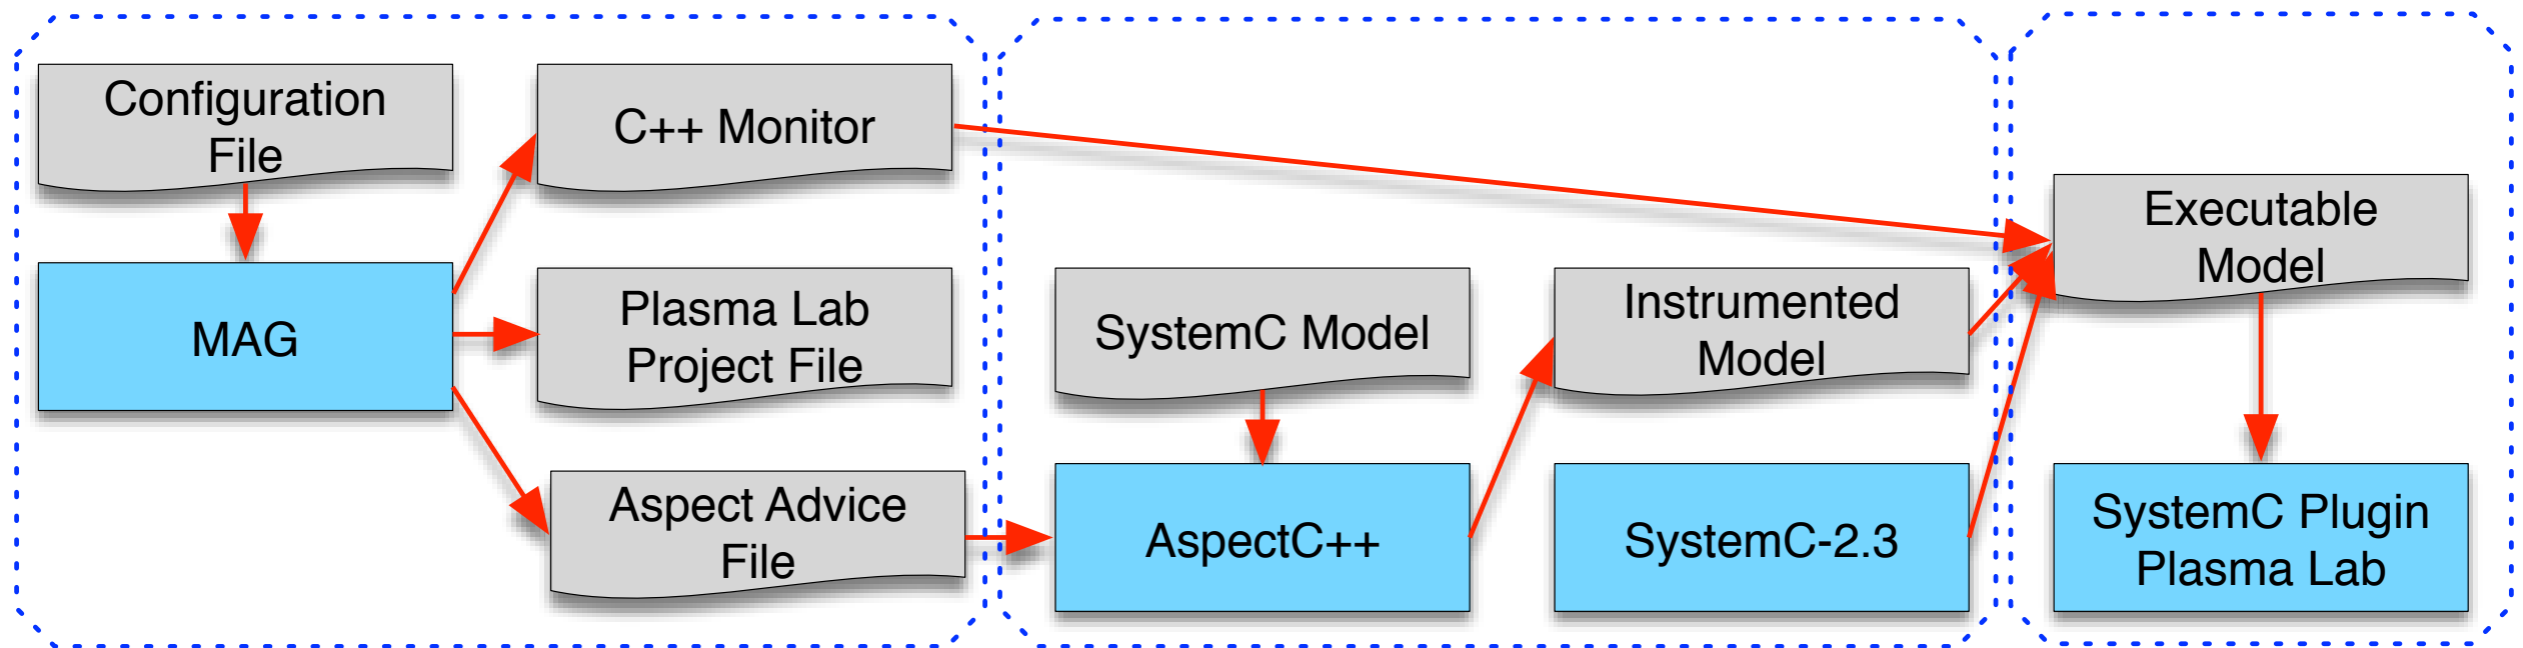 Configuration
File
MAG
C++ Monitor
Plasma Lab
Project File
Aspect Advice
File
SystemC Model
AspectC++
Instrumented
Model
SystemC-2.3
Executable
Model
SystemC Plugin
Plasma Lab